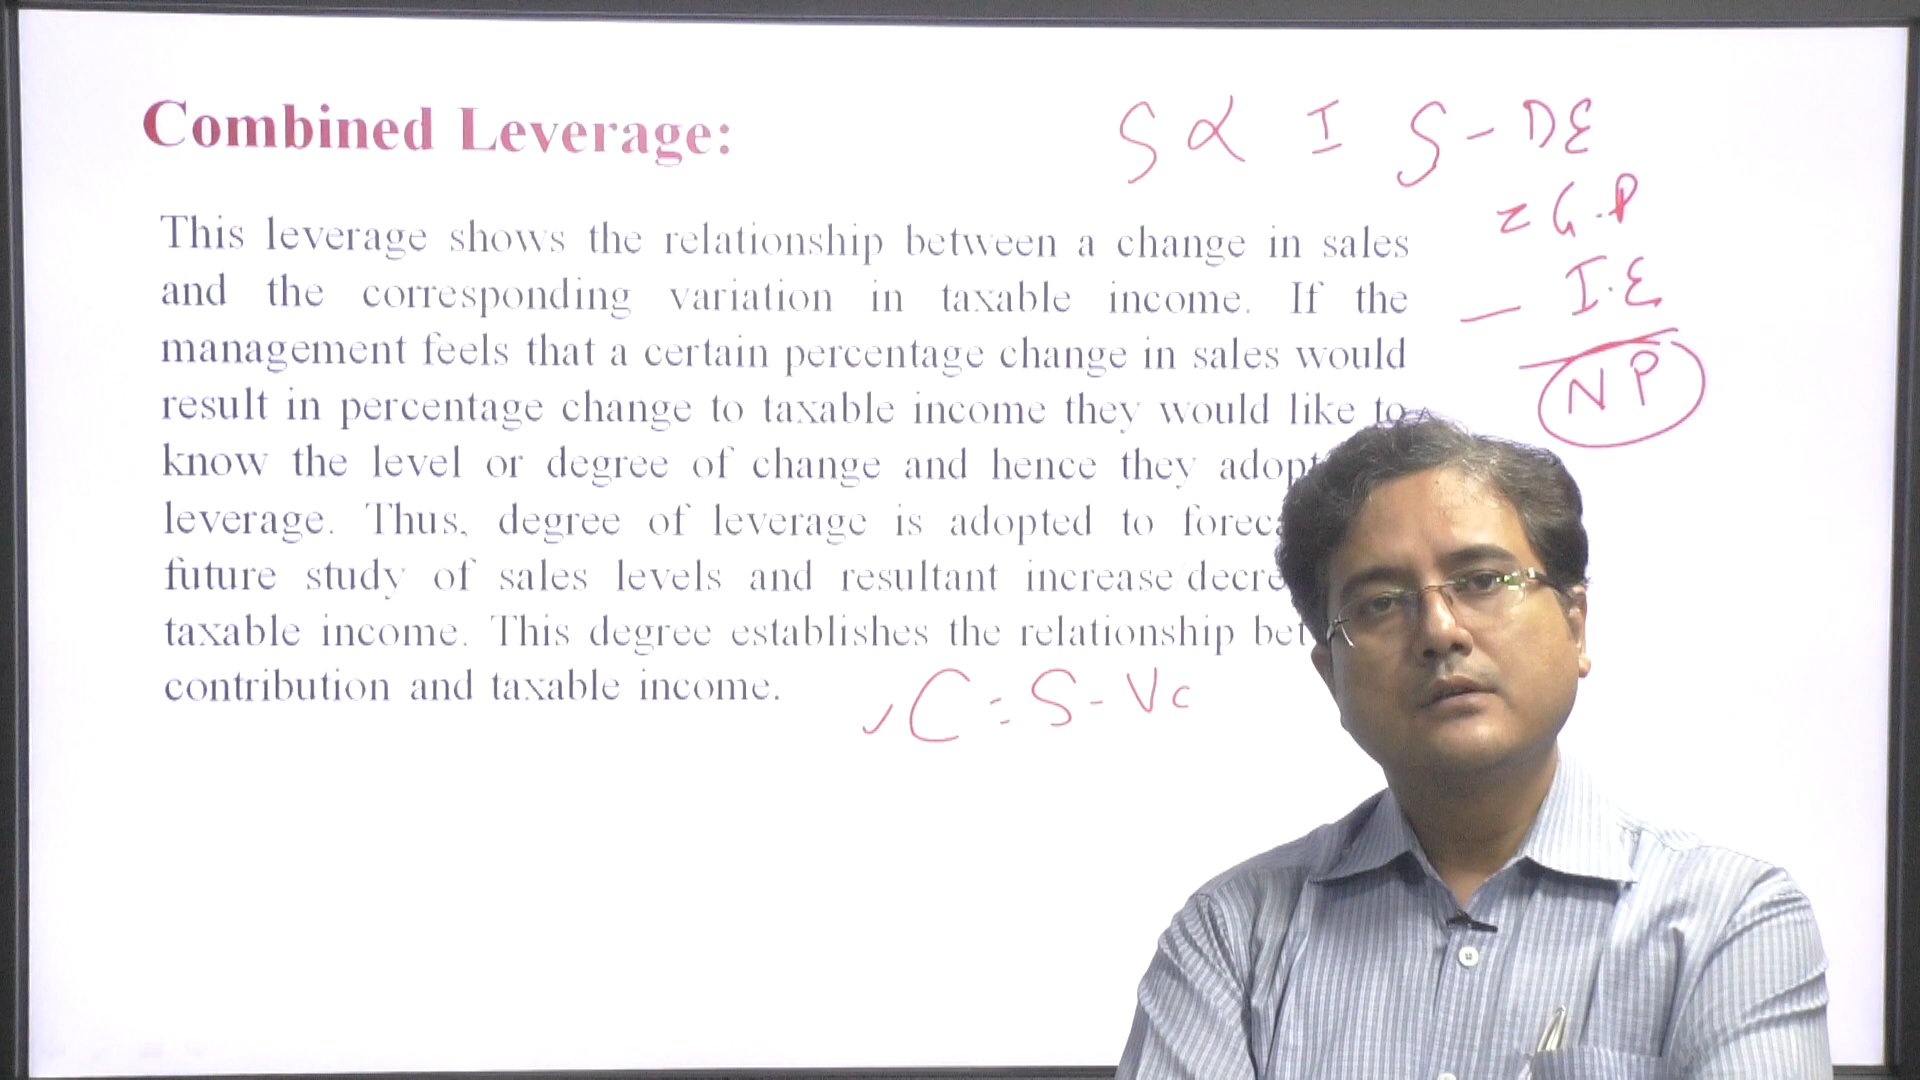 Combined Leverage:
S ∝ I S - DE
= G.P
- I.E
NP
This leverage shows the relationship between a change in sales
and the corresponding variation in taxable income. If the
management feels that a certain percentage change in sales would
result in percentage change to taxable income they would like to
know the level or degree of change and hence they adopt
leverage. Thus, degree of leverage is adopted to
future study of sales levels and resultant increase/
taxable income. This degree establishes the relationship
contribution and taxable income.
✓ C = S - Vc